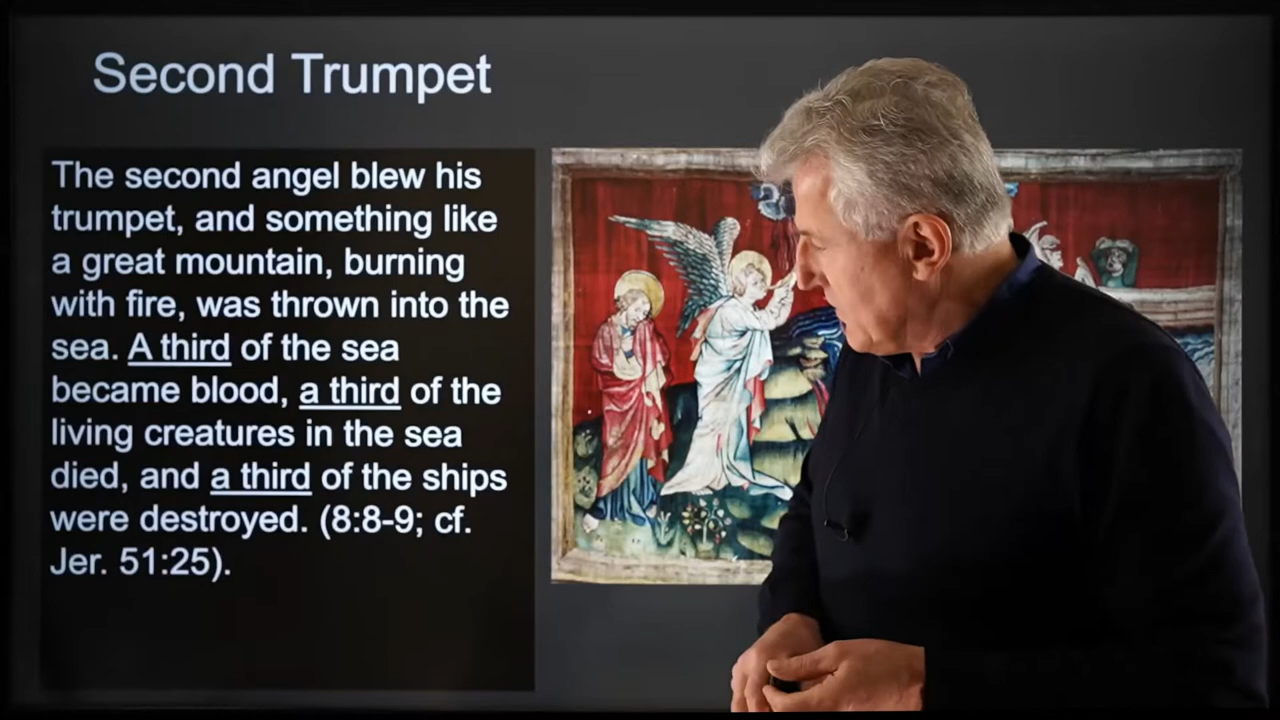 Second Trumpet
The second angel blew his
trumpet, and something like
a great mountain, burning
with fire, was thrown into the
sea. A third of the sea
became blood, a third of the
living creatures in the sea
died, and a third of the ships
were destroyed. (8:8-9; cf.
Jer. 51:25).